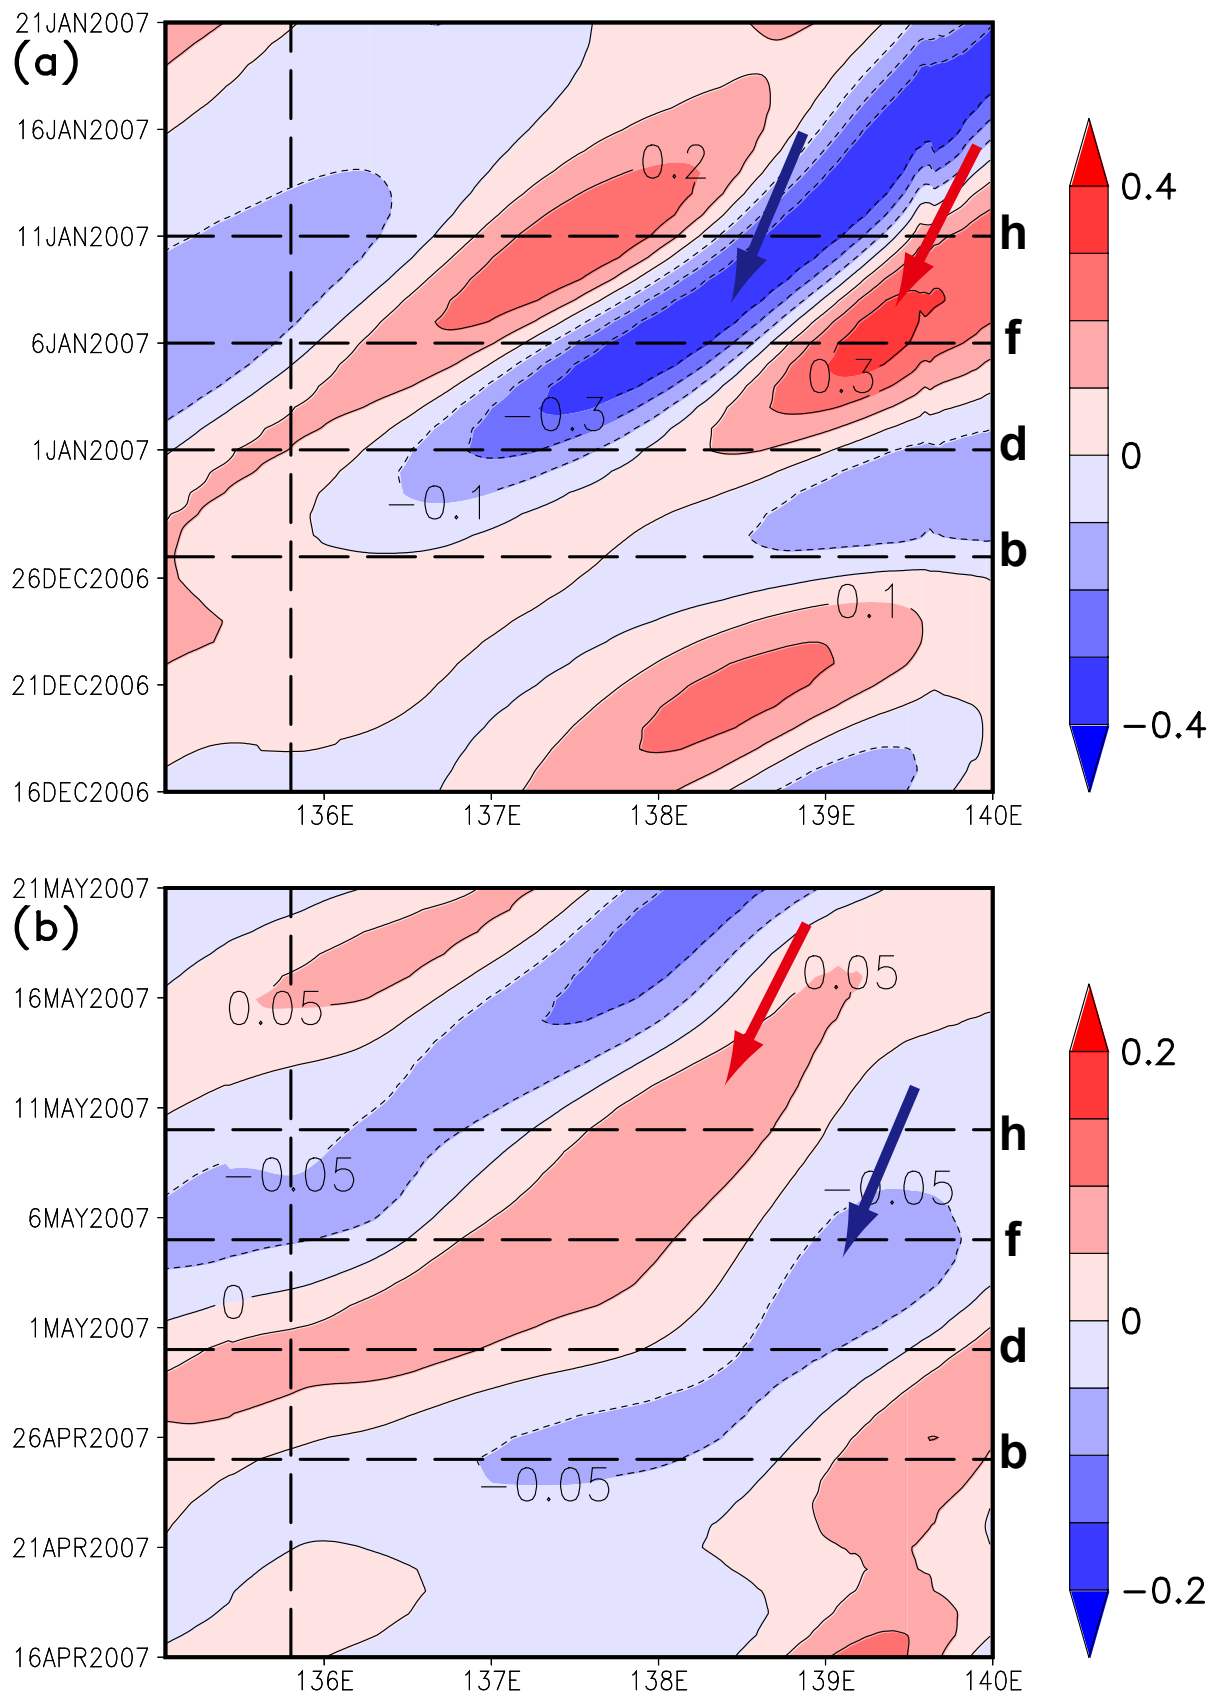 21JAN2007
(a)
16JAN2007
0.2
0.4
11JAN2007
h
6JAN2007
f
0.3
−0.3
1JAN2007
d
0
−0.1
b
26DEC2006
0.1
21DEC2006
−0.4
16DEC2006
136E 137E 138E 139E 140E
21MAY2007
(b)
0.05
16MAY2007
0.05
0.2
11MAY2007
h
−0.05
−0.05
6MAY2007
f
0
1MAY2007
0
d
26APR2007
b
−0.05
21APR2007
−0.2
16APR2007
136E 137E 138E 139E 140E